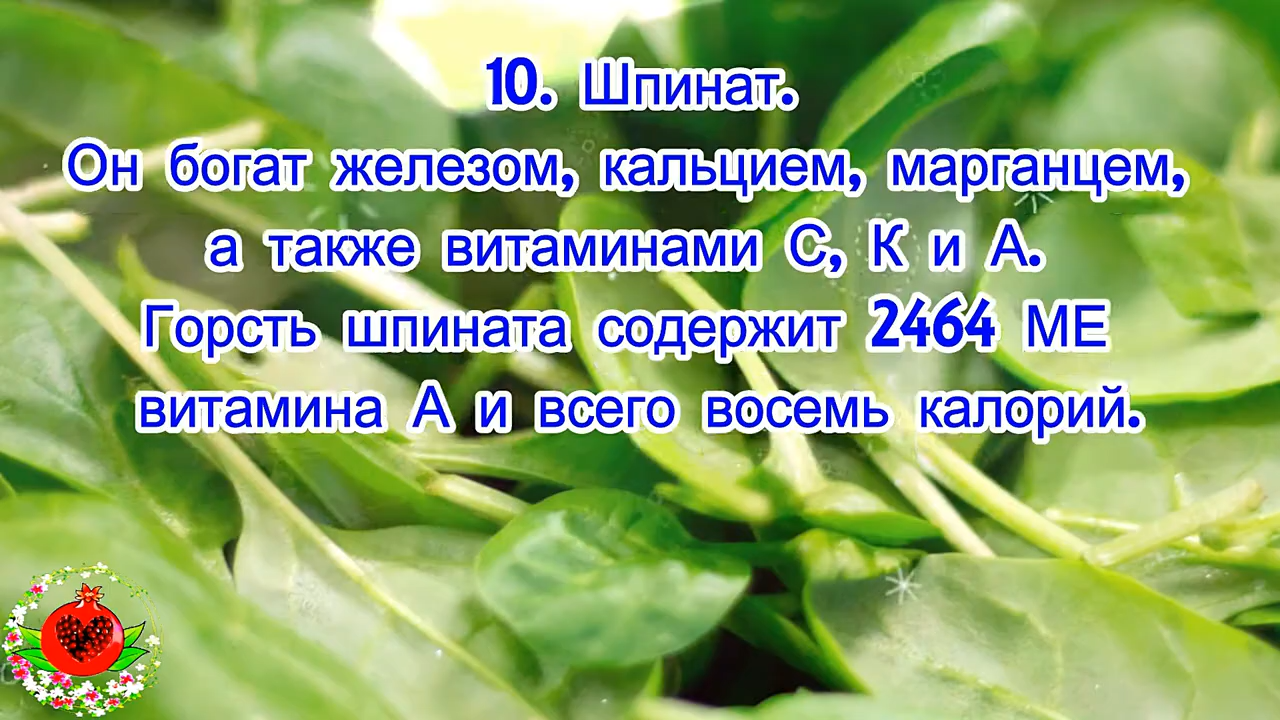 10. Шпинат.
Он богат железом, кальцием, марганцем,
а также витаминами С, К и А.
Горсть шпината содержит 2464 МЕ
витамина А и всего восемь калорий.